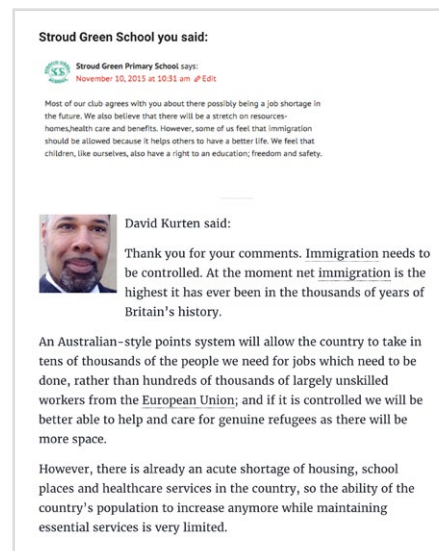 Stroud Green School you said:
Stroud Green Primary School says:
November 10, 2015 at 10:31 am Edit
Most of our club agrees with you about there possibly being a job shortage in
the future. We also believe that there will be a stretch on resources-
homes,health care and benefits. However, some of us feel that immigration
should be allowed because it helps others to have a better life. We feel that
children, like ourselves, also have a right to an education; freedom and safety.
David Kurten said:
Thank you for your comments. Immigration needs to
be controlled. At the moment net immigration is the
highest it has ever been in the thousands of years of
Britain's history.
An Australian-style points system will allow the country to take in
tens of thousands of the people we need for jobs which need to be
done, rather than hundreds of thousands of largely unskilled
workers from the European Union; and if it is controlled we will be
better able to help and care for genuine refugees as there will be
more space.
However, there is already an acute shortage of housing, school
places and healthcare services in the country, so the ability of the
country's population to increase anymore while maintaining
essential services is very limited.